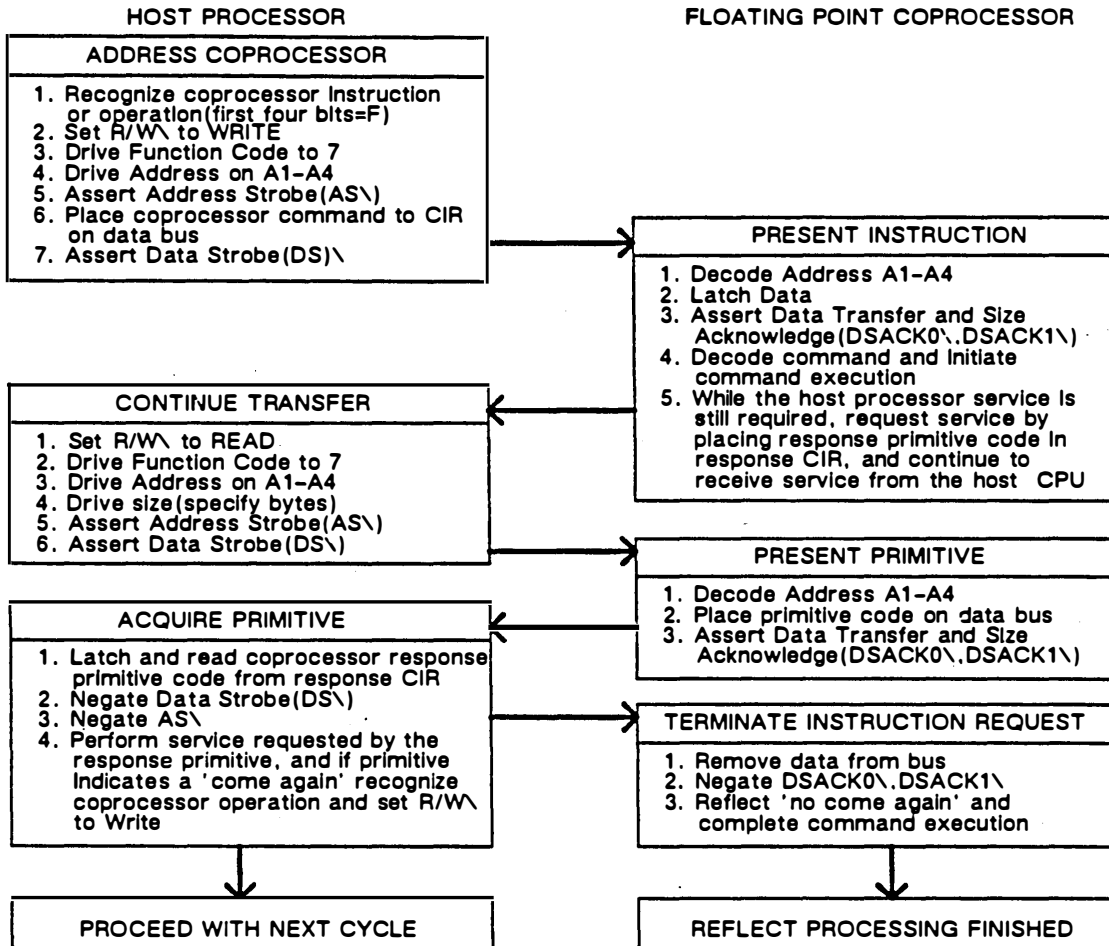 HOST PROCESSOR
FLOATING POINT COPROCESSOR
ADDRESS COPROCESSOR
1. Recognize coprocessor Instruction
or operation(first four bits=F)
2. Set R/W\ to WRITE
3. Drive Function Code to 7
4. Drive Address on A1-A4
5. Assert Address Strobe(AS\)
6. Place coprocessor command to CIR
on data bus
7. Assert Data Strobe(DS)\
PRESENT INSTRUCTION
1. Decode Address A1-A4
2. Latch Data
3. Assert Data Transfer and Size
Acknowledge(DSACK0\.DSACK1\)
4. Decode command and Initiate
command execution
5. While the host processor service Is
still required, request service by
placing response primitive code In
response CIR, and continue to
receive service from the host CPU
CONTINUE TRANSFER
1. Set R/W\ to READ
2. Drive Function Code to 7
3. Drive Address on A1-A4
4. Drive size(specify bytes)
5. Assert Address Strobe(AS\)
6. Assert Data Strobe(DS\)
PRESENT PRIMITIVE
1. Decode Address A1-A4
2. Place primitive code on data bus
3. Assert Data Transfer and Size
Acknowledge(DSACK0\.DSACK1\)
ACQUIRE PRIMITIVE
1. Latch and read coprocessor response
primitive code from response CIR
2. Negate Data Strobe(DS\)
3. Negate AS\
4. Perform service requested by the
response primitive, and if primitive
Indicates a 'come again' recognize
coprocessor operation and set R/W\
to Write
TERMINATE INSTRUCTION REQUEST
1. Remove data from bus
2. Negate DSACK0\.DSACK1\
3. Reflect 'no come again' and
complete command execution
PROCEED WITH NEXT CYCLE
REFLECT PROCESSING FINISHED